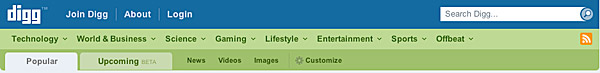 digg™ Join Digg About Login Search Digg...
Technology World & Business Science Gaming Lifestyle Entertainment Sports Offbeat
Popular Upcoming BETA News Videos Images Customize